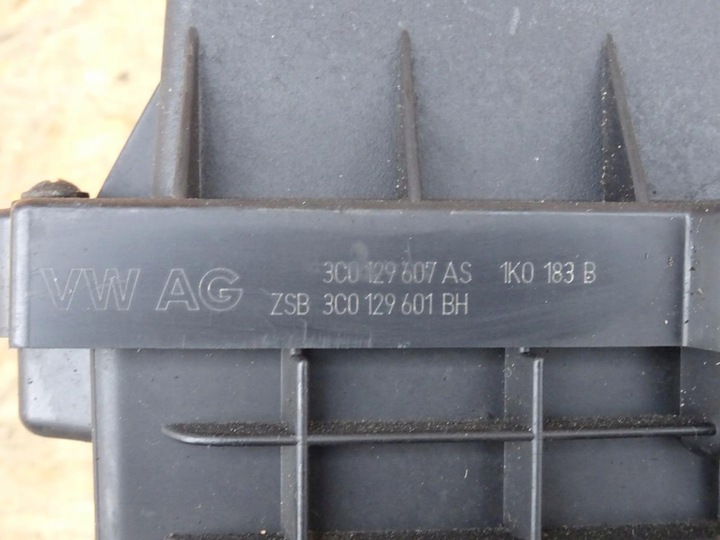 VW AG 3C0 129 607 AS 1K0 183 B
ZSB 3C0 129 601 BH